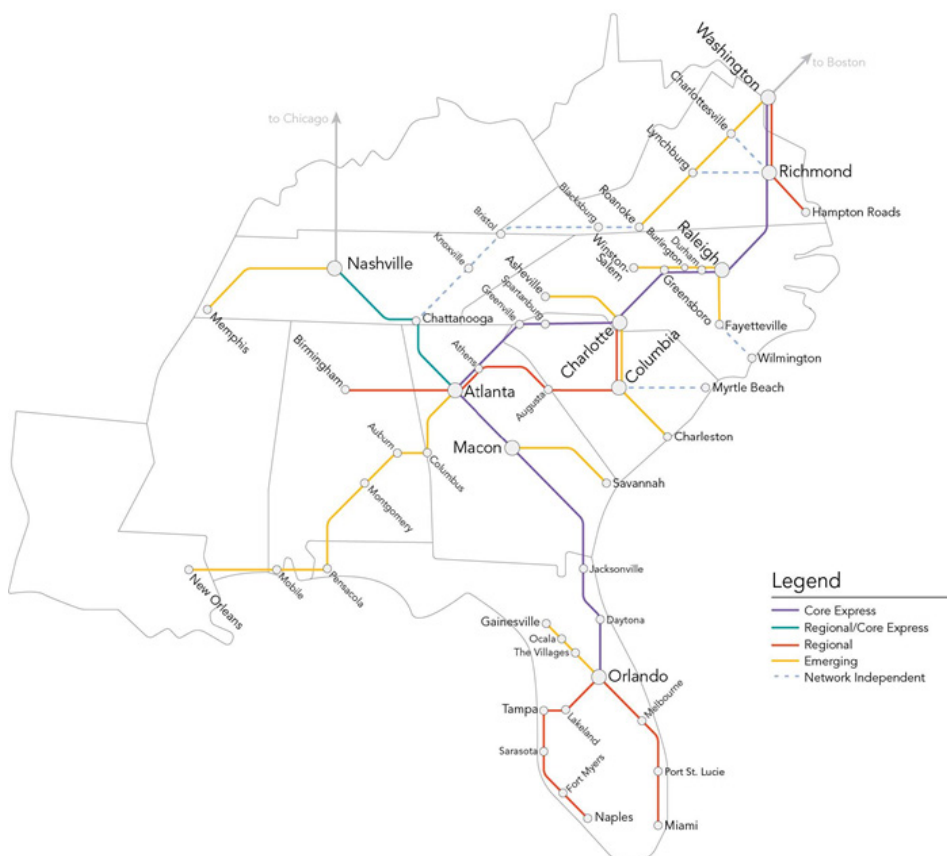 Washington
to Boston
Charlottesville
to Chicago
Lynchburg
Richmond
Blacksburg
Roanoke
Hampton Roads
Bristol
Knoxville
Winston-
Salem
Burlington
Durham
Raleigh
Nashville
Asheville
Greensboro
Spartanburg
Greenville
Memphis
Chattanooga
Charlotte
Fayetteville
Columbia
Wilmington
Birmingham
Athens
Atlanta
Augusta
Myrtle Beach
Charleston
Auburn
Columbus
Macon
Savannah
Montgomery
New Orleans
Mobile
Pensacola
Jacksonville
Gainesville
Daytona
Ocala
The Villages
Orlando
Tampa
Lakeland
Melbourne
Sarasota
Fort Myers
Port St. Lucie
Naples
Miami
Legend
Core Express
Regional/Core Express
Regional
Emerging
Network Independent